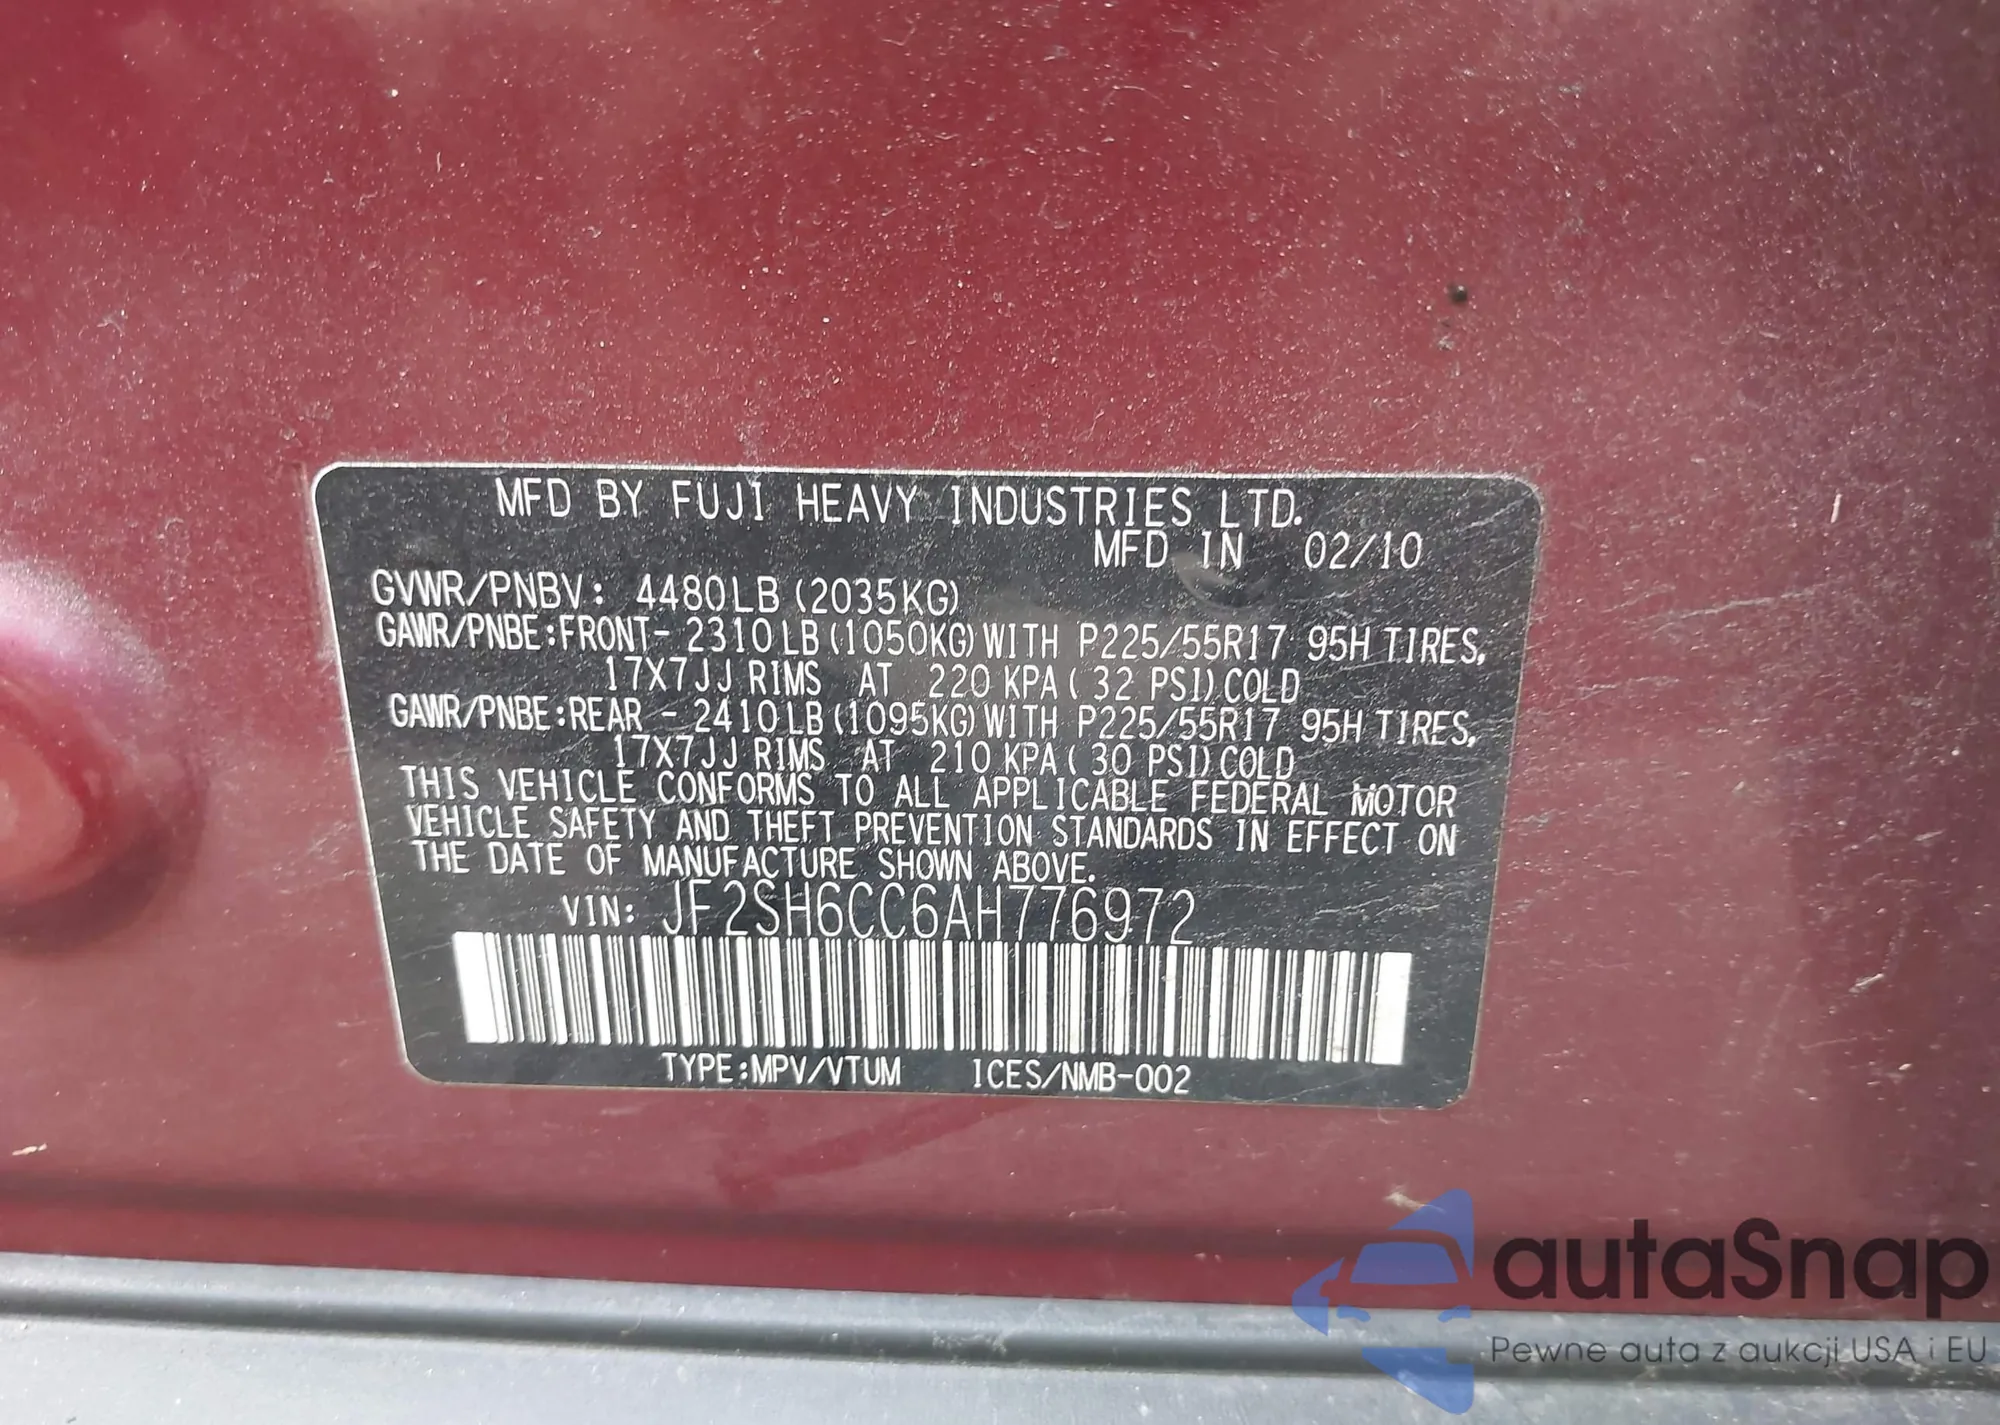 MFD BY FUJI HEAVY INDUSTRIES LTD.
MFD IN 02/10
GVWR/PNBV: 4480LB (2035KG)
GAWR/PNBE:FRONT- 2310LB(1050KG)WITH P225/55R17 95H TIRES,
17X7JJ RIMS AT 220 KPA( 32 PSI)COLD
GAWR/PNBE:REAR - 2410LB(1095KG)WITH P225/55R17 95H TIRES,
17X7JJ RIMS AT 210 KPA( 30 PSI)COLD
THIS VEHICLE CONFORMS TO ALL APPLICABLE FEDERAL MOTOR
VEHICLE SAFETY AND THEFT PREVENTION STANDARDS IN EFFECT ON
THE DATE OF MANUFACTURE SHOWN ABOVE.
VIN: JF2SH6CC6AH776972
TYPE:MPV/VTUM ICES/NMB-002
autaSnap
Pewne auta z aukcji USA i EU